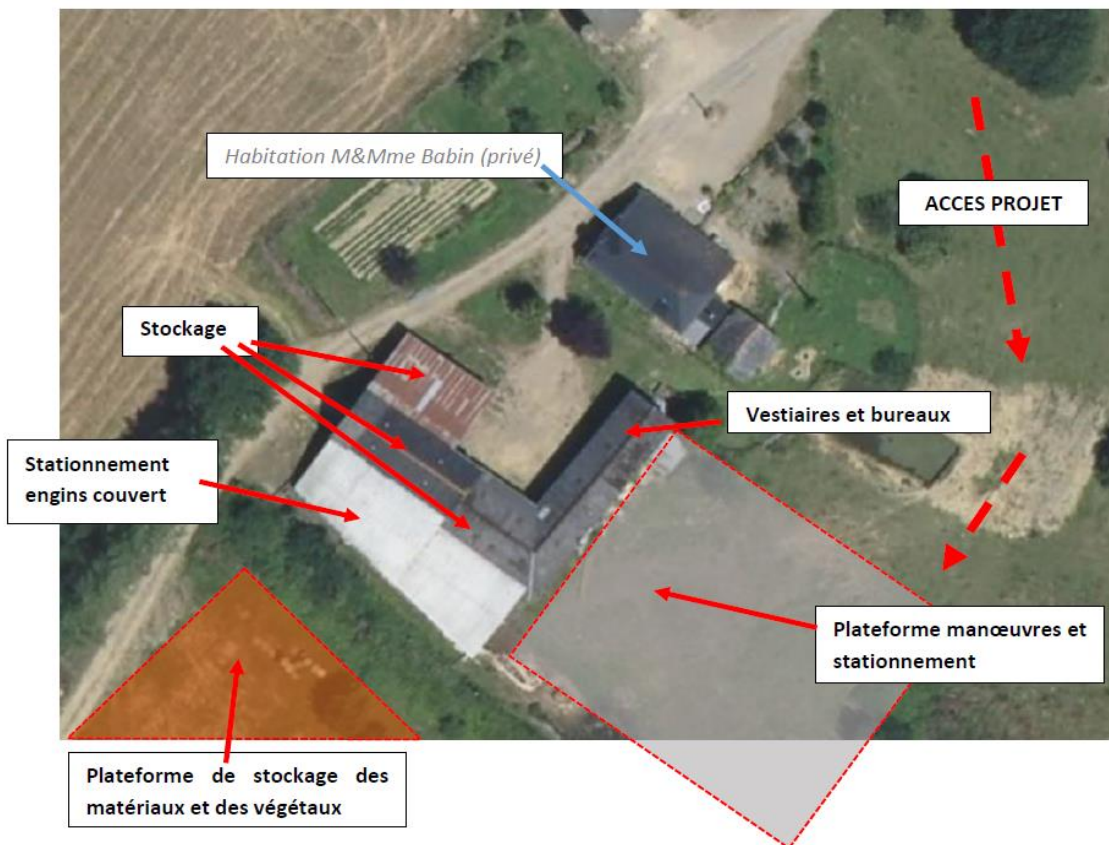 Habitation M&Mme Babin (privé)
ACCES PROJET
Stockage
Vestiaires et bureaux
Stationnement
engins couvert
Plateforme manœuvres et
stationnement
Plateforme de stockage des
matériaux et des végétaux